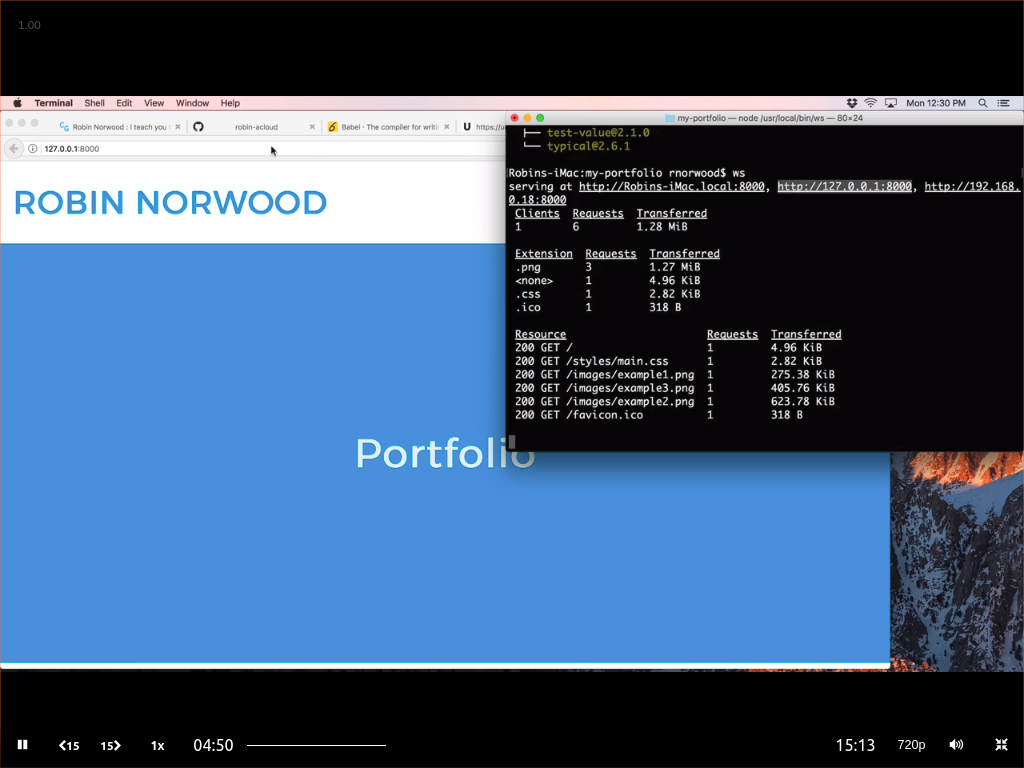 1.00
Terminal Shell Edit View Window Help Mon 12:30 PM
Robin Norwood : I teach you robin-acloud Babel · The compiler for writi https://u
my-portfolio — node /usr/local/bin/ws — 80×24
127.0.0.1:8000
ROBIN NORWOOD
Portfolio
├── test-value@2.1.0
└── typical@2.6.1
Robins-iMac:my-portfolio rnorwood$ ws
serving at http://Robins-iMac.local:8000, http://127.0.0.1:8000, http://192.168.
0.18:8000
Clients Requests Transferred
1 6 1.28 MiB
Extension Requests Transferred
.png 3 1.27 MiB
<none> 1 4.96 KiB
.css 1 2.82 KiB
.ico 1 318 B
Resource Requests Transferred
200 GET / 1 4.96 KiB
200 GET /styles/main.css 1 2.82 KiB
200 GET /images/example1.png 1 275.38 KiB
200 GET /images/example3.png 1 405.76 KiB
200 GET /images/example2.png 1 623.78 KiB
200 GET /favicon.ico 1 318 B
15 15 1x 04:50 15:13 720p